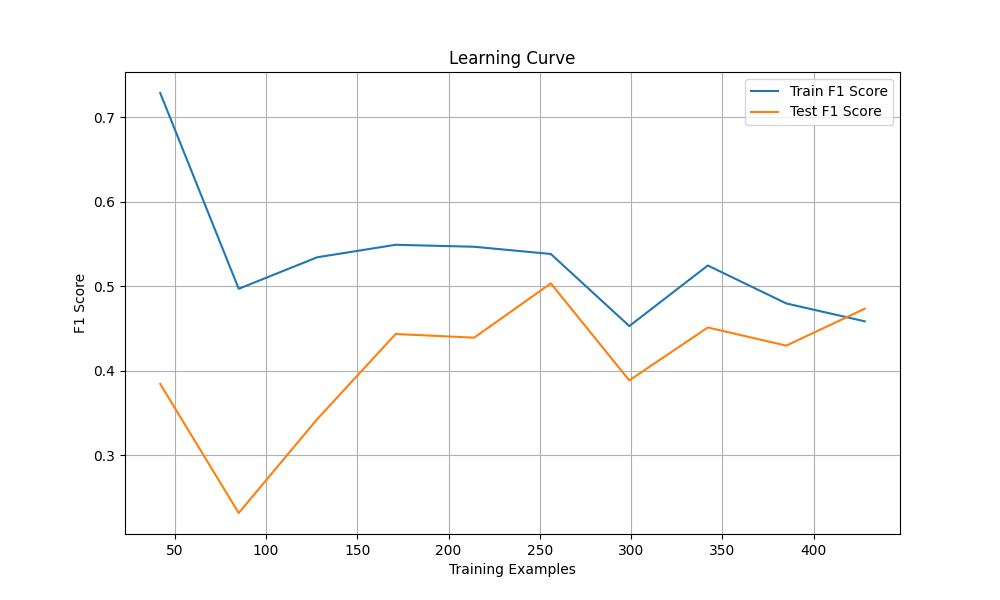 Learning Curve
Train F1 Score
Test F1 Score
0.7
0.6
0.5
0.4
0.3
F1 Score
50 100 150 200 250 300 350 400
Training Examples